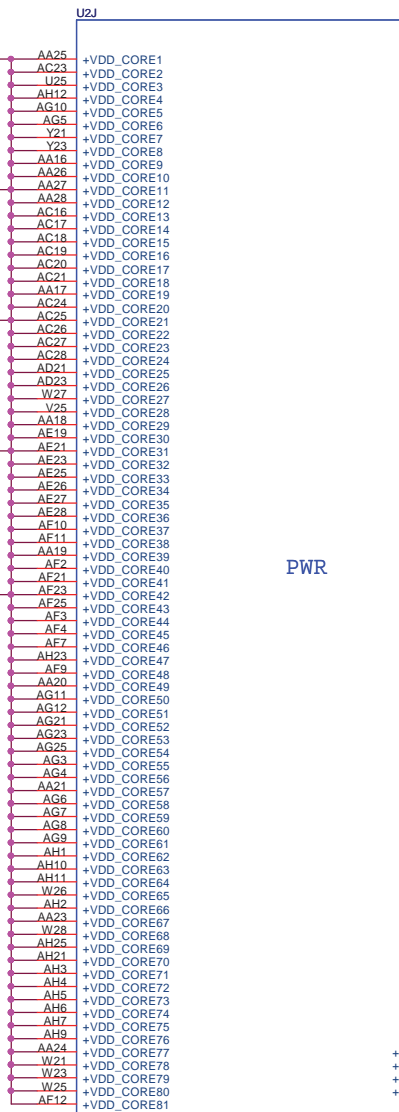 U2J
AA25 +VDD_CORE1
AC23 +VDD_CORE2
U25 +VDD_CORE3
AH12 +VDD_CORE4
AG10 +VDD_CORE5
AG5 +VDD_CORE6
Y21 +VDD_CORE7
Y23 +VDD_CORE8
AA16 +VDD_CORE9
AA26 +VDD_CORE10
AA27 +VDD_CORE11
AA28 +VDD_CORE12
AC16 +VDD_CORE13
AC17 +VDD_CORE14
AC18 +VDD_CORE15
AC19 +VDD_CORE16
AC20 +VDD_CORE17
AC21 +VDD_CORE18
AA17 +VDD_CORE19
AC24 +VDD_CORE20
AC25 +VDD_CORE21
AC26 +VDD_CORE22
AC27 +VDD_CORE23
AC28 +VDD_CORE24
AD21 +VDD_CORE25
AD23 +VDD_CORE26
W27 +VDD_CORE27
V25 +VDD_CORE28
AA18 +VDD_CORE29
AE19 +VDD_CORE30
AE21 +VDD_CORE31
AE23 +VDD_CORE32
AE25 +VDD_CORE33
AE26 +VDD_CORE34
AE27 +VDD_CORE35
AE28 +VDD_CORE36
AF10 +VDD_CORE37
AF11 +VDD_CORE38
AA19 +VDD_CORE39
AF2 +VDD_CORE40
AF21 +VDD_CORE41
AF23 +VDD_CORE42
AF25 +VDD_CORE43
AF3 +VDD_CORE44
AF4 +VDD_CORE45
AF7 +VDD_CORE46
AH23 +VDD_CORE47
AF9 +VDD_CORE48
AA20 +VDD_CORE49
AG11 +VDD_CORE50
AG12 +VDD_CORE51
AG21 +VDD_CORE52
AG23 +VDD_CORE53
AG25 +VDD_CORE54
AG3 +VDD_CORE55
AG4 +VDD_CORE56
AA21 +VDD_CORE57
AG6 +VDD_CORE58
AG7 +VDD_CORE59
AG8 +VDD_CORE60
AG9 +VDD_CORE61
AH1 +VDD_CORE62
AH10 +VDD_CORE63
AH11 +VDD_CORE64
W26 +VDD_CORE65
AH2 +VDD_CORE66
AA23 +VDD_CORE67
W28 +VDD_CORE68
AH25 +VDD_CORE69
AH21 +VDD_CORE70
AH3 +VDD_CORE71
AH4 +VDD_CORE72
AH5 +VDD_CORE73
AH6 +VDD_CORE74
AH7 +VDD_CORE75
AH9 +VDD_CORE76
AA24 +VDD_CORE77 +
W21 +VDD_CORE78 +
W23 +VDD_CORE79 +
W25 +VDD_CORE80 +
AF12 +VDD_CORE81
PWR